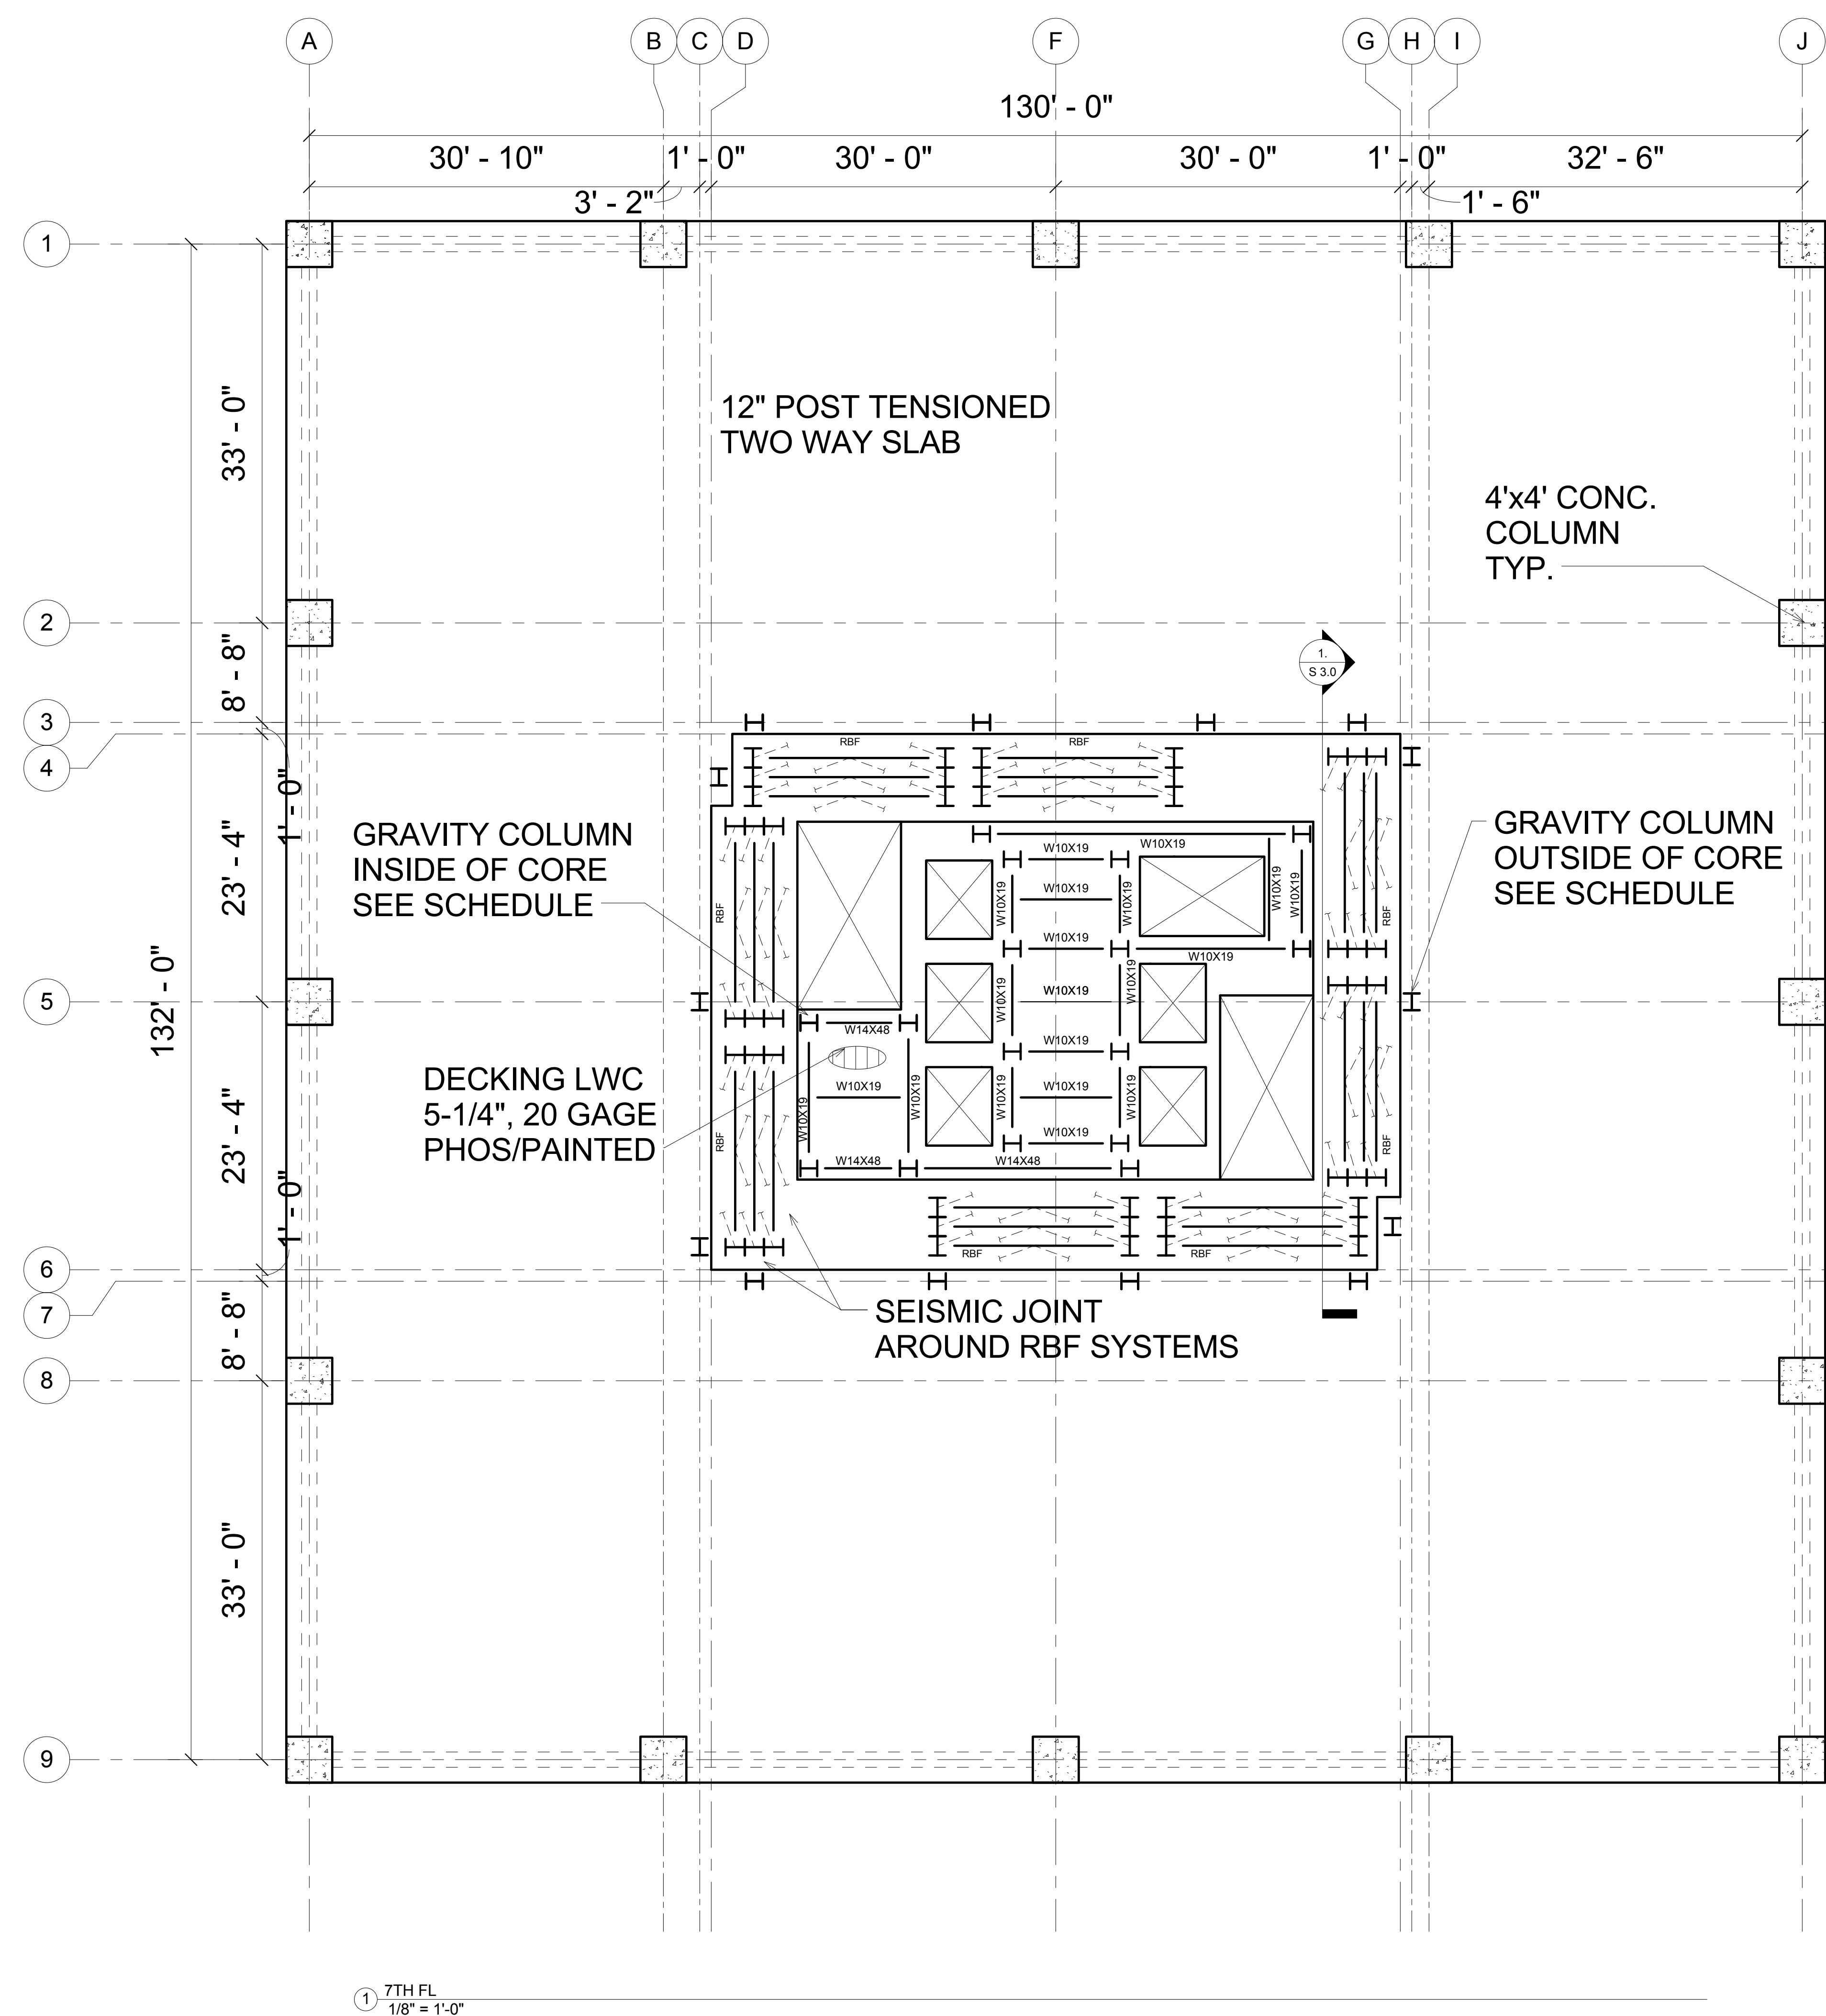 A
B
C
D
F
G
H
I
J
130' - 0"
30' - 10"
1' - 0"
30' - 0"
30' - 0"
1' - 0"
32' - 6"
3' - 2"
1' - 6"
1
12" POST TENSIONED
TWO WAY SLAB
33' - 0"
4'x4' CONC.
COLUMN
TYP.
2
8' - 8"
1.
S 3.0
3
4
1' - 0"
RBF
RBF
GRAVITY COLUMN
INSIDE OF CORE
SEE SCHEDULE
GRAVITY COLUMN
OUTSIDE OF CORE
SEE SCHEDULE
23' - 4"
W10X19
W10X19
W10X19
W10X19
W10X19
W10X19
W10X19
RBF
RBF
W10X19
W10X19
132' - 0"
5
W10X19
W10X19
W10X19
W14X48
W10X19
DECKING LWC
5-1/4", 20 GAGE
PHOS/PAINTED
23' - 4"
W10X19
W10X19
W10X19
W10X19
W10X19
W10X19
RBF
RBF
W10X19
W14X48
W14X48
1' - 0"
RBF
RBF
6
7
SEISMIC JOINT
AROUND RBF SYSTEMS
8' - 8"
8
33' - 0"
9
1
7TH FL
1/8" = 1'-0"